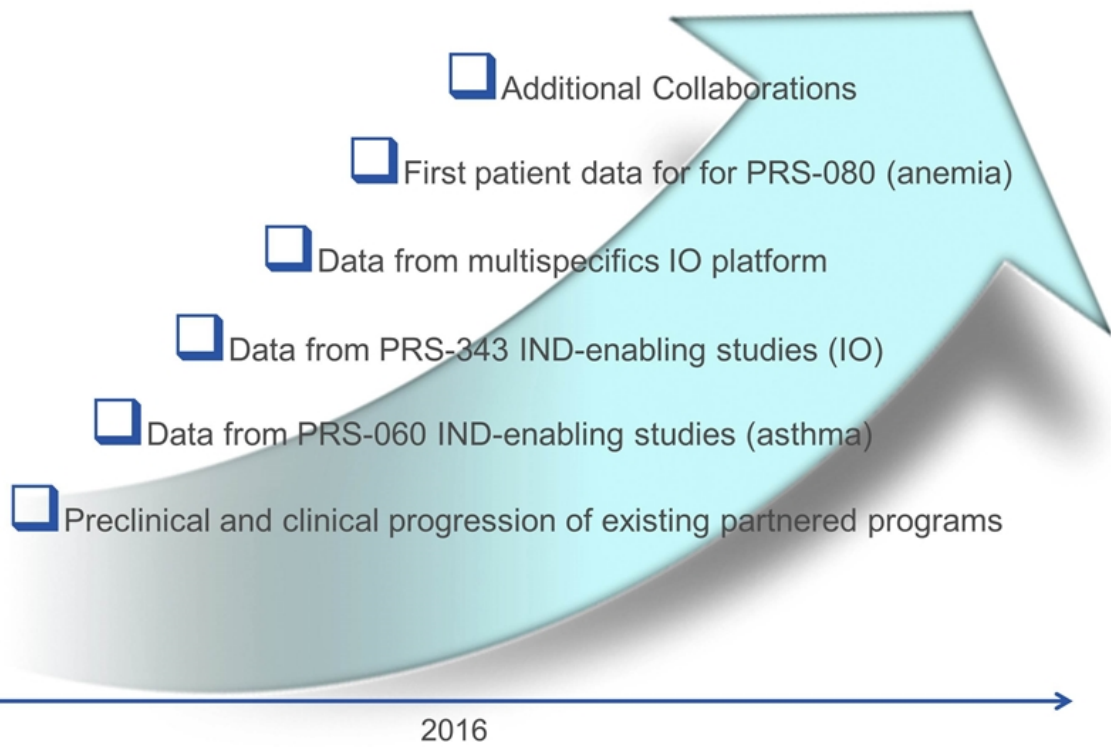 Additional Collaborations
First patient data for for PRS-080 (anemia)
Data from multispecifics IO platform
Data from PRS-343 IND-enabling studies (IO)
Data from PRS-060 IND-enabling studies (asthma)
Preclinical and clinical progression of existing partnered programs
2016